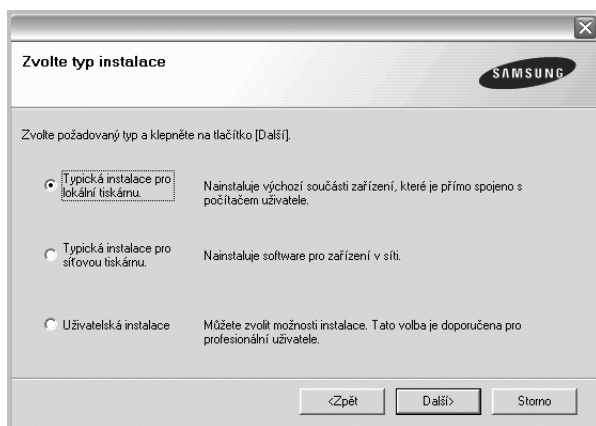 Zvolte typ instalace
SAMSUNG
Zvolte požadovaný typ a klepněte na tlačítko [Další].
Typická instalace pro
lokální tiskárnu.
Nainstaluje výchozí součásti zařízení, které je přímo spojeno s
počítačem uživatele.
Typická instalace pro
síťovou tiskárnu.
Nainstaluje software pro zařízení v síti.
Uživatelská instalace
Můžete zvolit možnosti instalace. Tato volba je doporučena pro
profesionální uživatele.
<Zpět
Další>
Storno